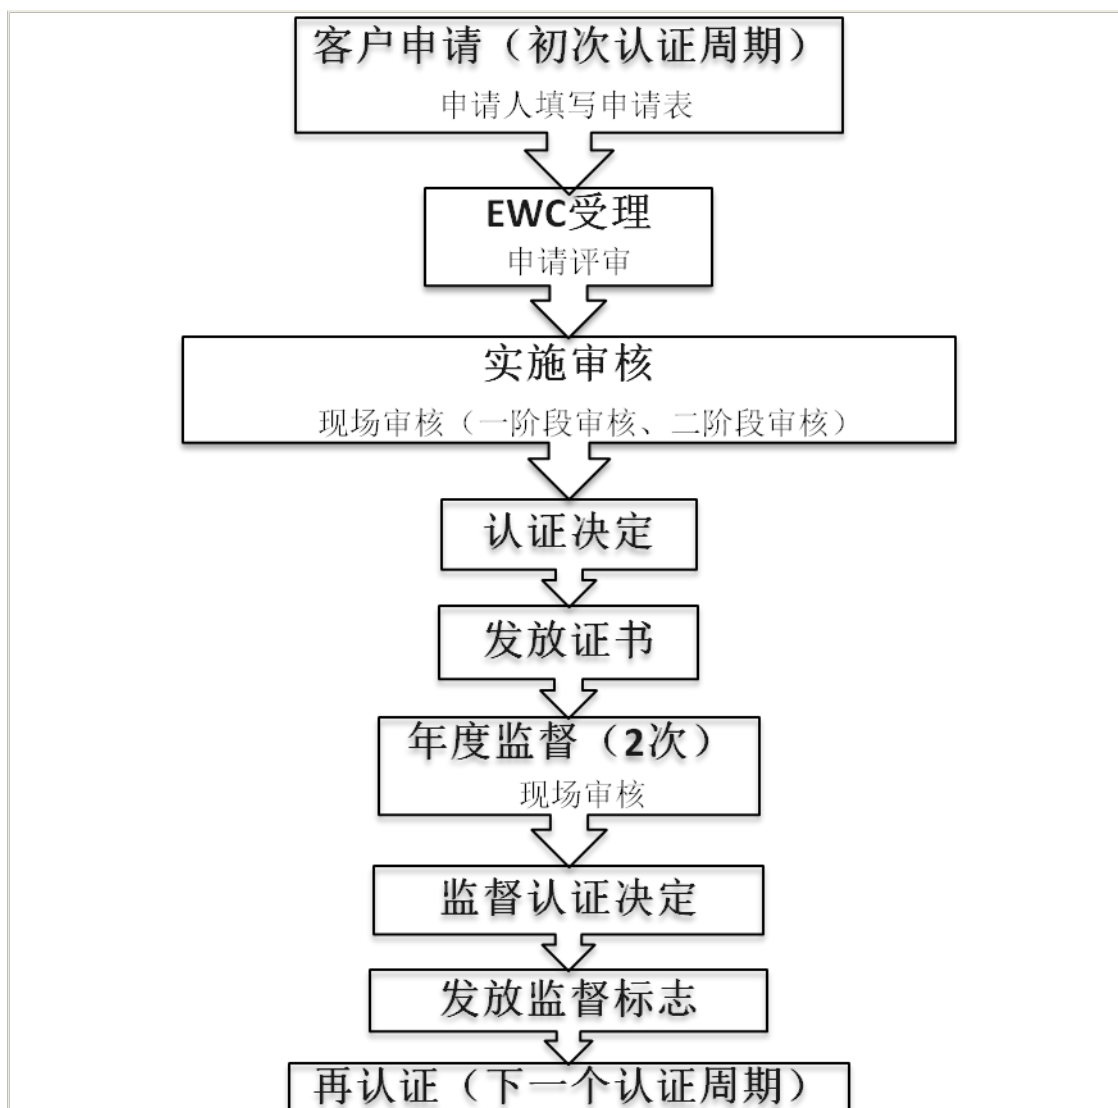 客户申请（初次认证周期）
申请人填写申请表
EWC受理
申请评审
实施审核
现场审核（一阶段审核、二阶段审核）
认证决定
发放证书
年度监督（2次）
现场审核
监督认证决定
发放监督标志
再认证（下一个认证周期）